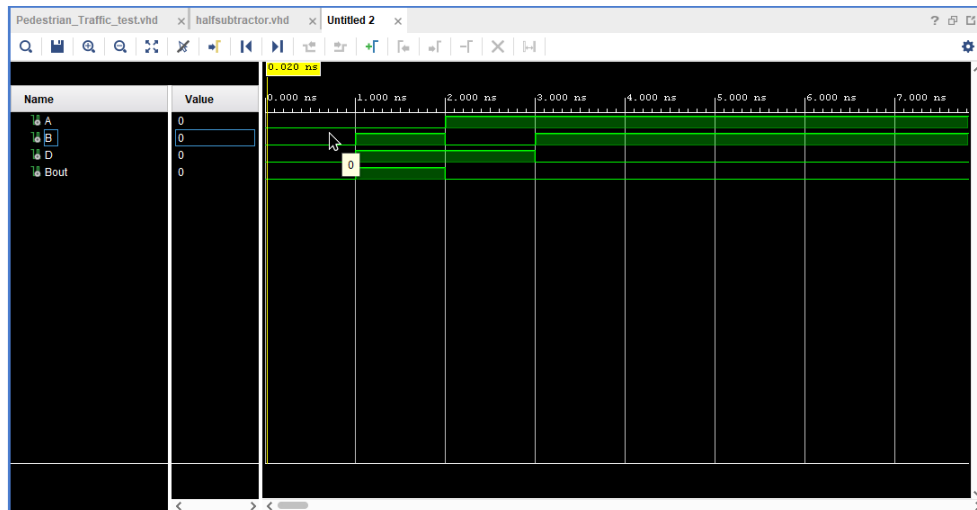 Pedestrian_Traffic_test.vhd × halfsubtractor.vhd × Untitled 2 × ?
0.020 ns
Name Value 0.000 ns 1.000 ns 2.000 ns 3.000 ns 4.000 ns 5.000 ns 6.000 ns 7.000 ns
A 0
B 0
D 0
0
Bout 0